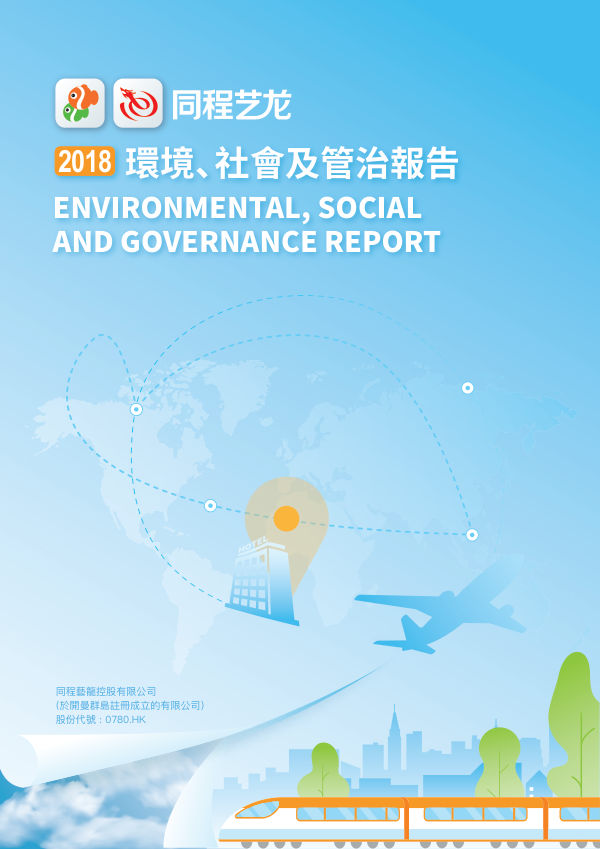 同程艺龙
2018 環境、社會及管治報告
ENVIRONMENTAL, SOCIAL
AND GOVERNANCE REPORT
HOTEL
同程藝龍控股有限公司
(於開曼群島註冊成立的有限公司)
股份代號：0780.HK